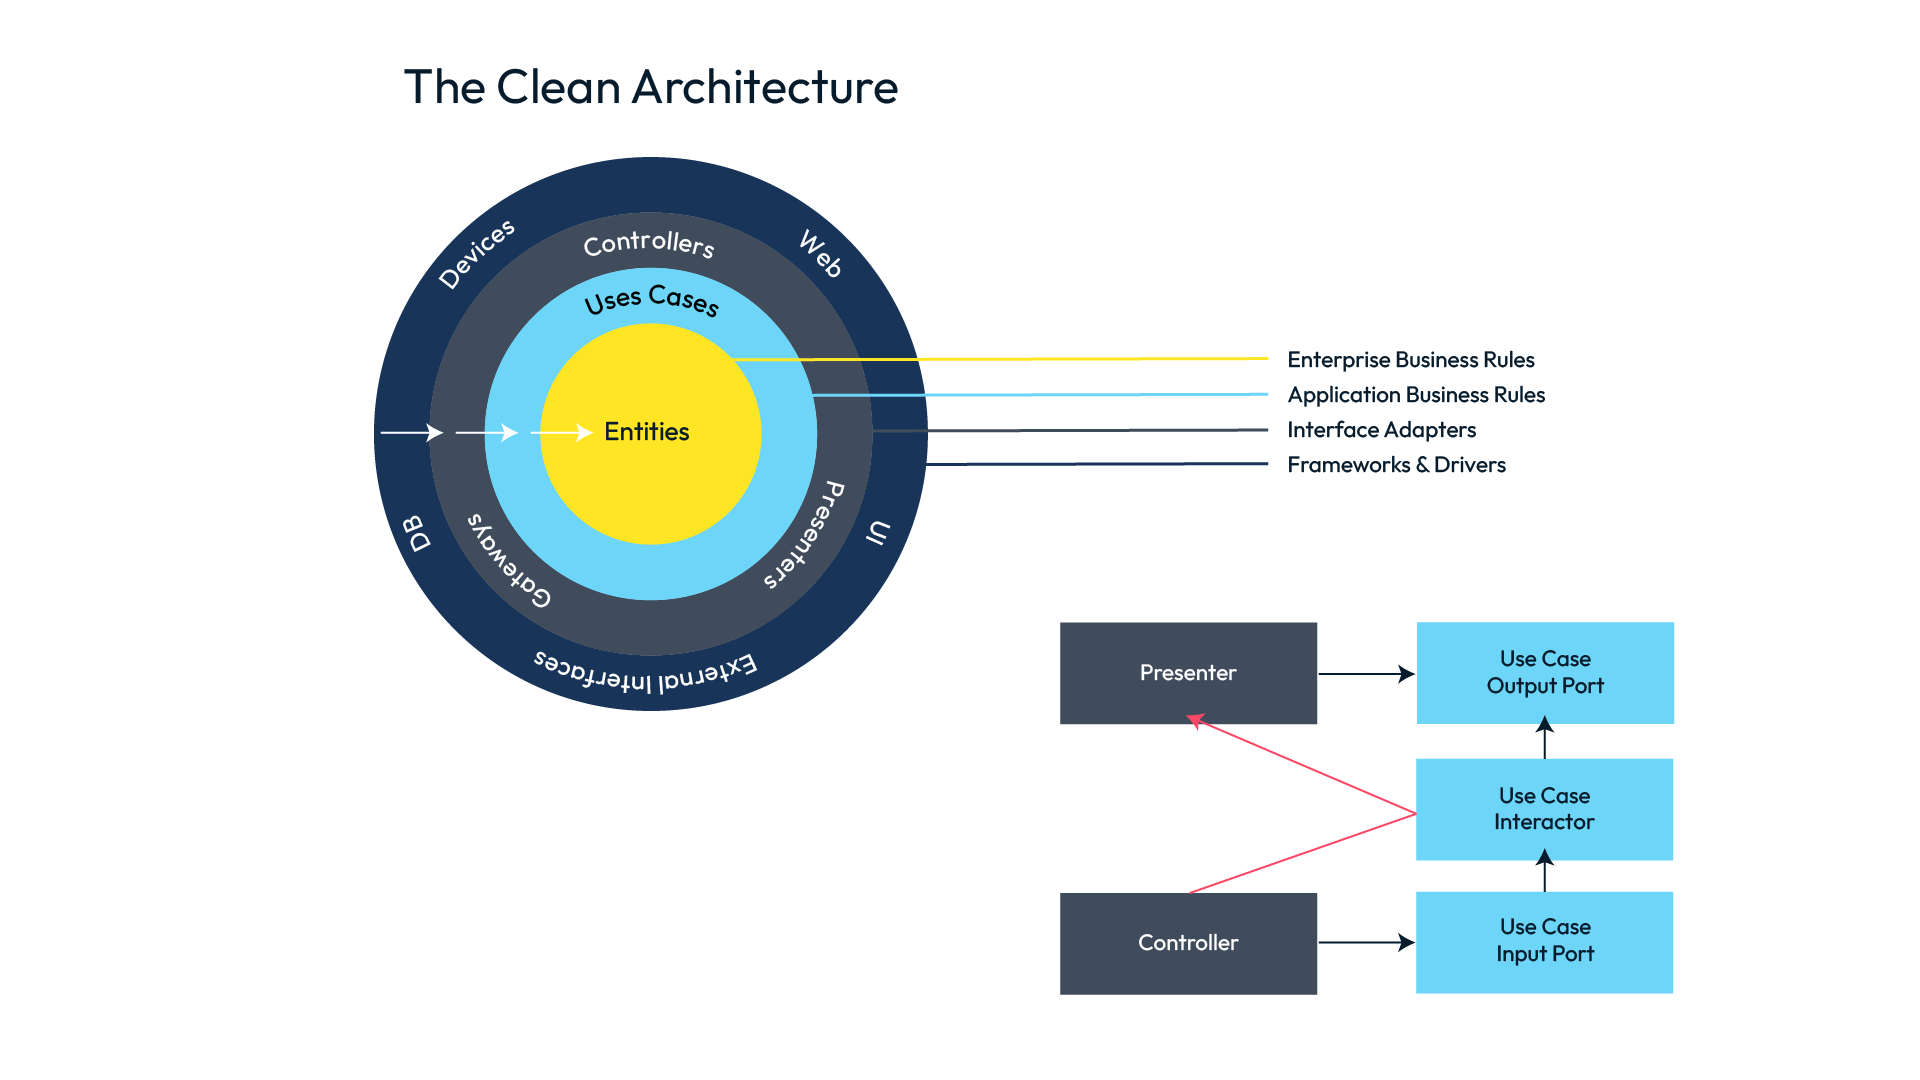 The Clean Architecture
Devices
Web
Controllers
Uses Cases
Entities
DB
Gateways
Presenters
UI
External Interfaces
Enterprise Business Rules
Application Business Rules
Interface Adapters
Frameworks & Drivers
Presenter
Use Case
Output Port
Use Case
Interactor
Controller
Use Case
Input Port